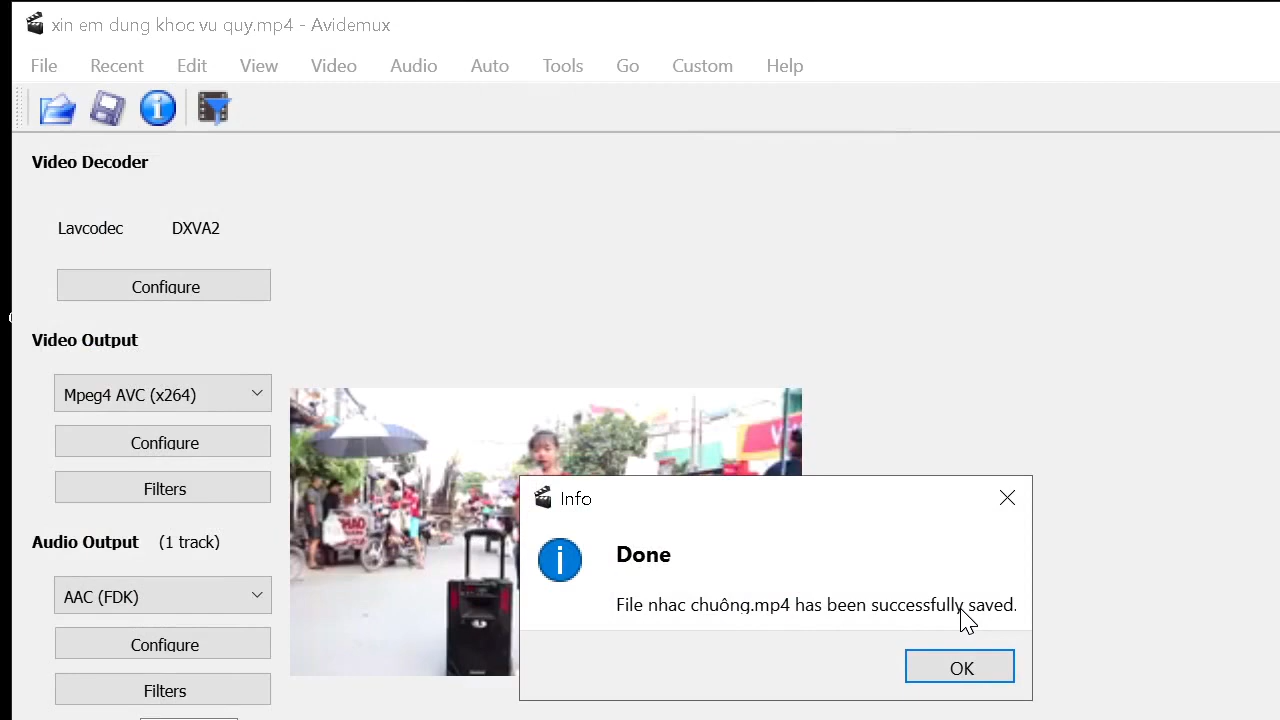 xin em dung khoc vu quy.mp4 - Avidemux
File Recent Edit View Video Audio Auto Tools Go Custom Help
Video Decoder
Lavcodec DXVA2
Configure
Video Output
Mpeg4 AVC (x264)
Configure
Filters
Audio Output (1 track)
AAC (FDK)
Configure
Filters
Info
Done
File nhac chuông.mp4 has been successfully saved.
OK